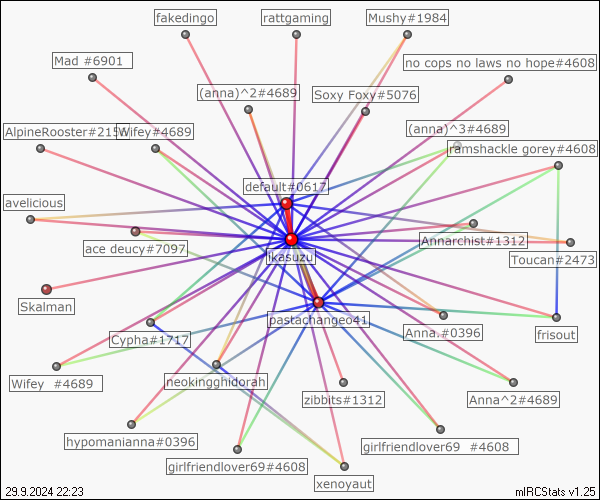 fakedingo
rattgaming
Mushy#1984
Mad #6901
no cops no laws no hope#4608
(anna)^2#4689
Soxy Foxy#5076
AlpineRooster#215
Wifey#4689
(anna)^3#4689
ramshackle gorey#4608
default#0617
avelicious
ace deucy#7097
jkasuzu
Annarchist#1312
Toucan#2473
Skalman
pastachangeo41
Cypha#1717
Anna.#0396
frisout
Wifey #4689
neokingghidorah
zibbits#1312
Anna^2#4689
hypomanianna#0396
girlfriendlover69 #4608
girlfriendlover69#4608
xenoyaut
29.9.2024 22:23
mIRCStats v1.25